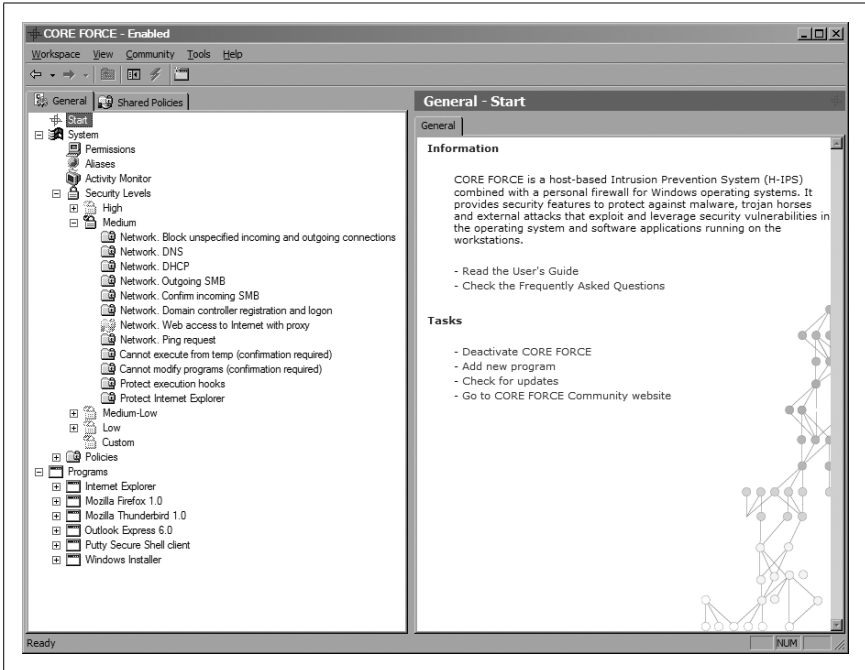 CORE FORCE - Enabled
Workspace View Community Tools Help
General Shared Policies
Start
System
Permissions
Aliases
Activity Monitor
Security Levels
High
Medium
Network. Block unspecified incoming and outgoing connections
Network. DNS
Network. DHCP
Network. Outgoing SMB
Network. Confirm incoming SMB
Network. Domain controller registration and logon
Network. Web access to Internet with proxy
Network. Ping request
Cannot execute from temp (confirmation required)
Cannot modify programs (confirmation required)
Protect execution hooks
Protect Internet Explorer
Medium-Low
Low
Custom
Policies
Programs
Internet Explorer
Mozilla Firefox 1.0
Mozilla Thunderbird 1.0
Outlook Express 6.0
Putty Secure Shell client
Windows Installer
General - Start
General
Information
CORE FORCE is a host-based Intrusion Prevention System (H-IPS)
combined with a personal firewall for Windows operating systems. It
provides security features to protect against malware, trojan horses
and external attacks that exploit and leverage security vulnerabilities in
the operating system and software applications running on the
workstations.
- Read the User's Guide
- Check the Frequently Asked Questions
Tasks
- Deactivate CORE FORCE
- Add new program
- Check for updates
- Go to CORE FORCE Community website
Ready
NUM